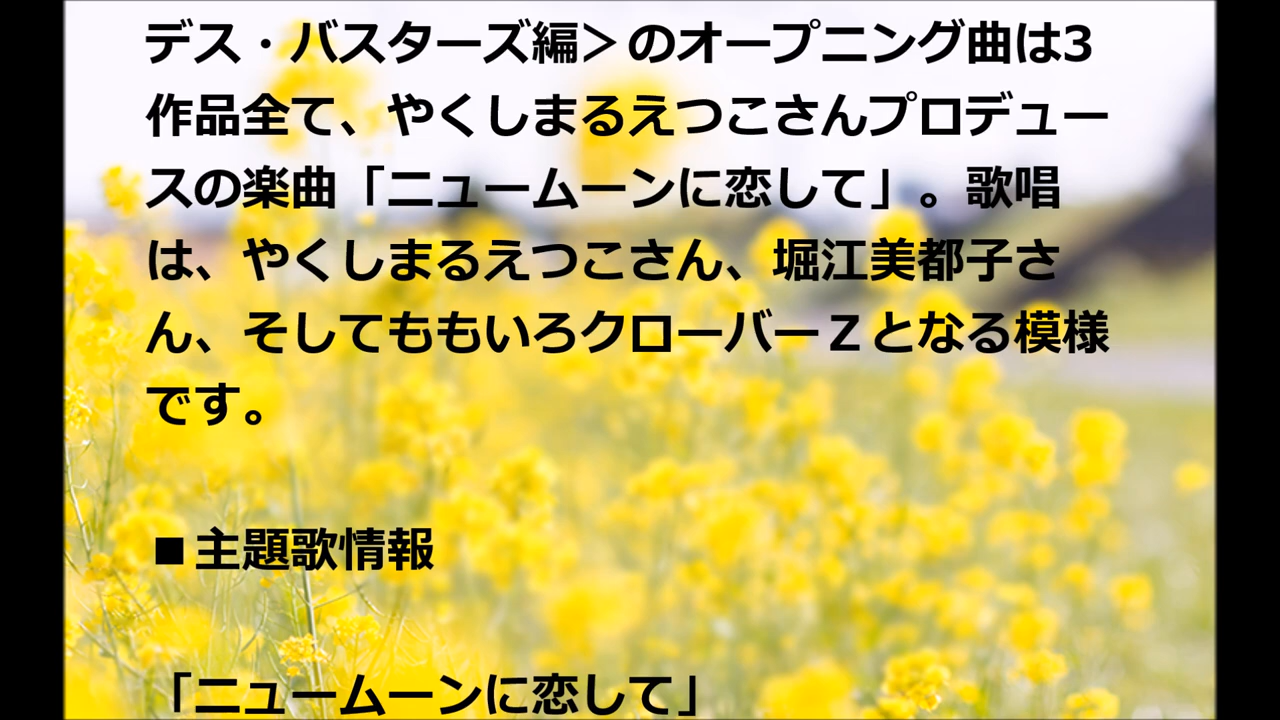 デス・バスターズ編＞のオープニング曲は3
作品全て、やくしまるえつこさんプロデュー
スの楽曲「ニュームーンに恋して」。歌唱
は、やくしまるえつこさん、堀江美都子さ
ん、そしてももいろクローバーＺとなる模様
です。
■主題歌情報
「ニュームーンに恋して」